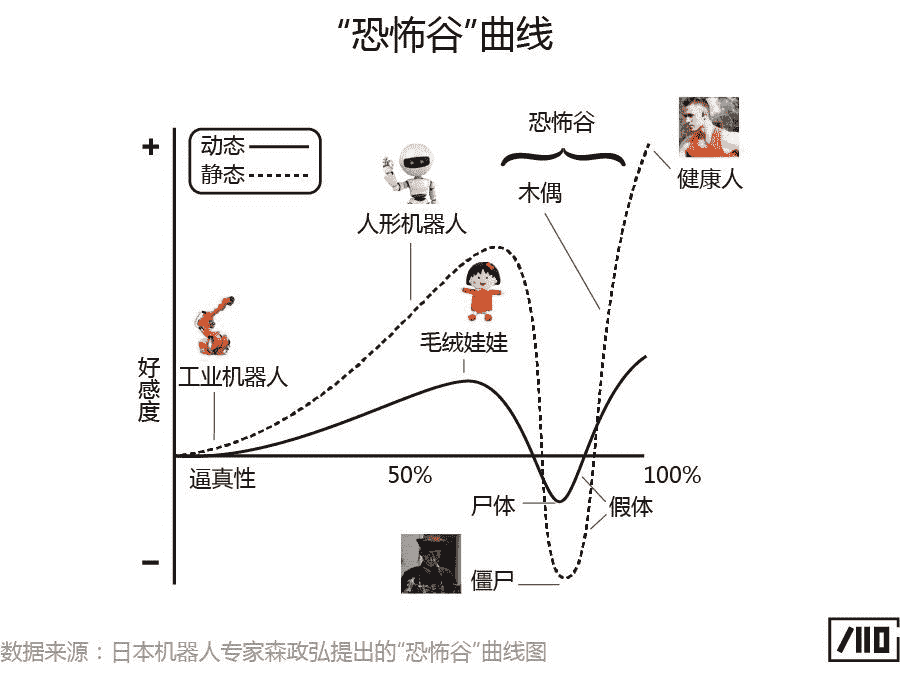 “恐怖谷”曲线
+
动态
静态
恐怖谷
健康人
木偶
人形机器人
毛绒娃娃
好感度
工业机器人
逼真性
50%
100%
尸体
假体
僵尸
−
数据来源：日本机器人专家森政弘提出的“恐怖谷”曲线图